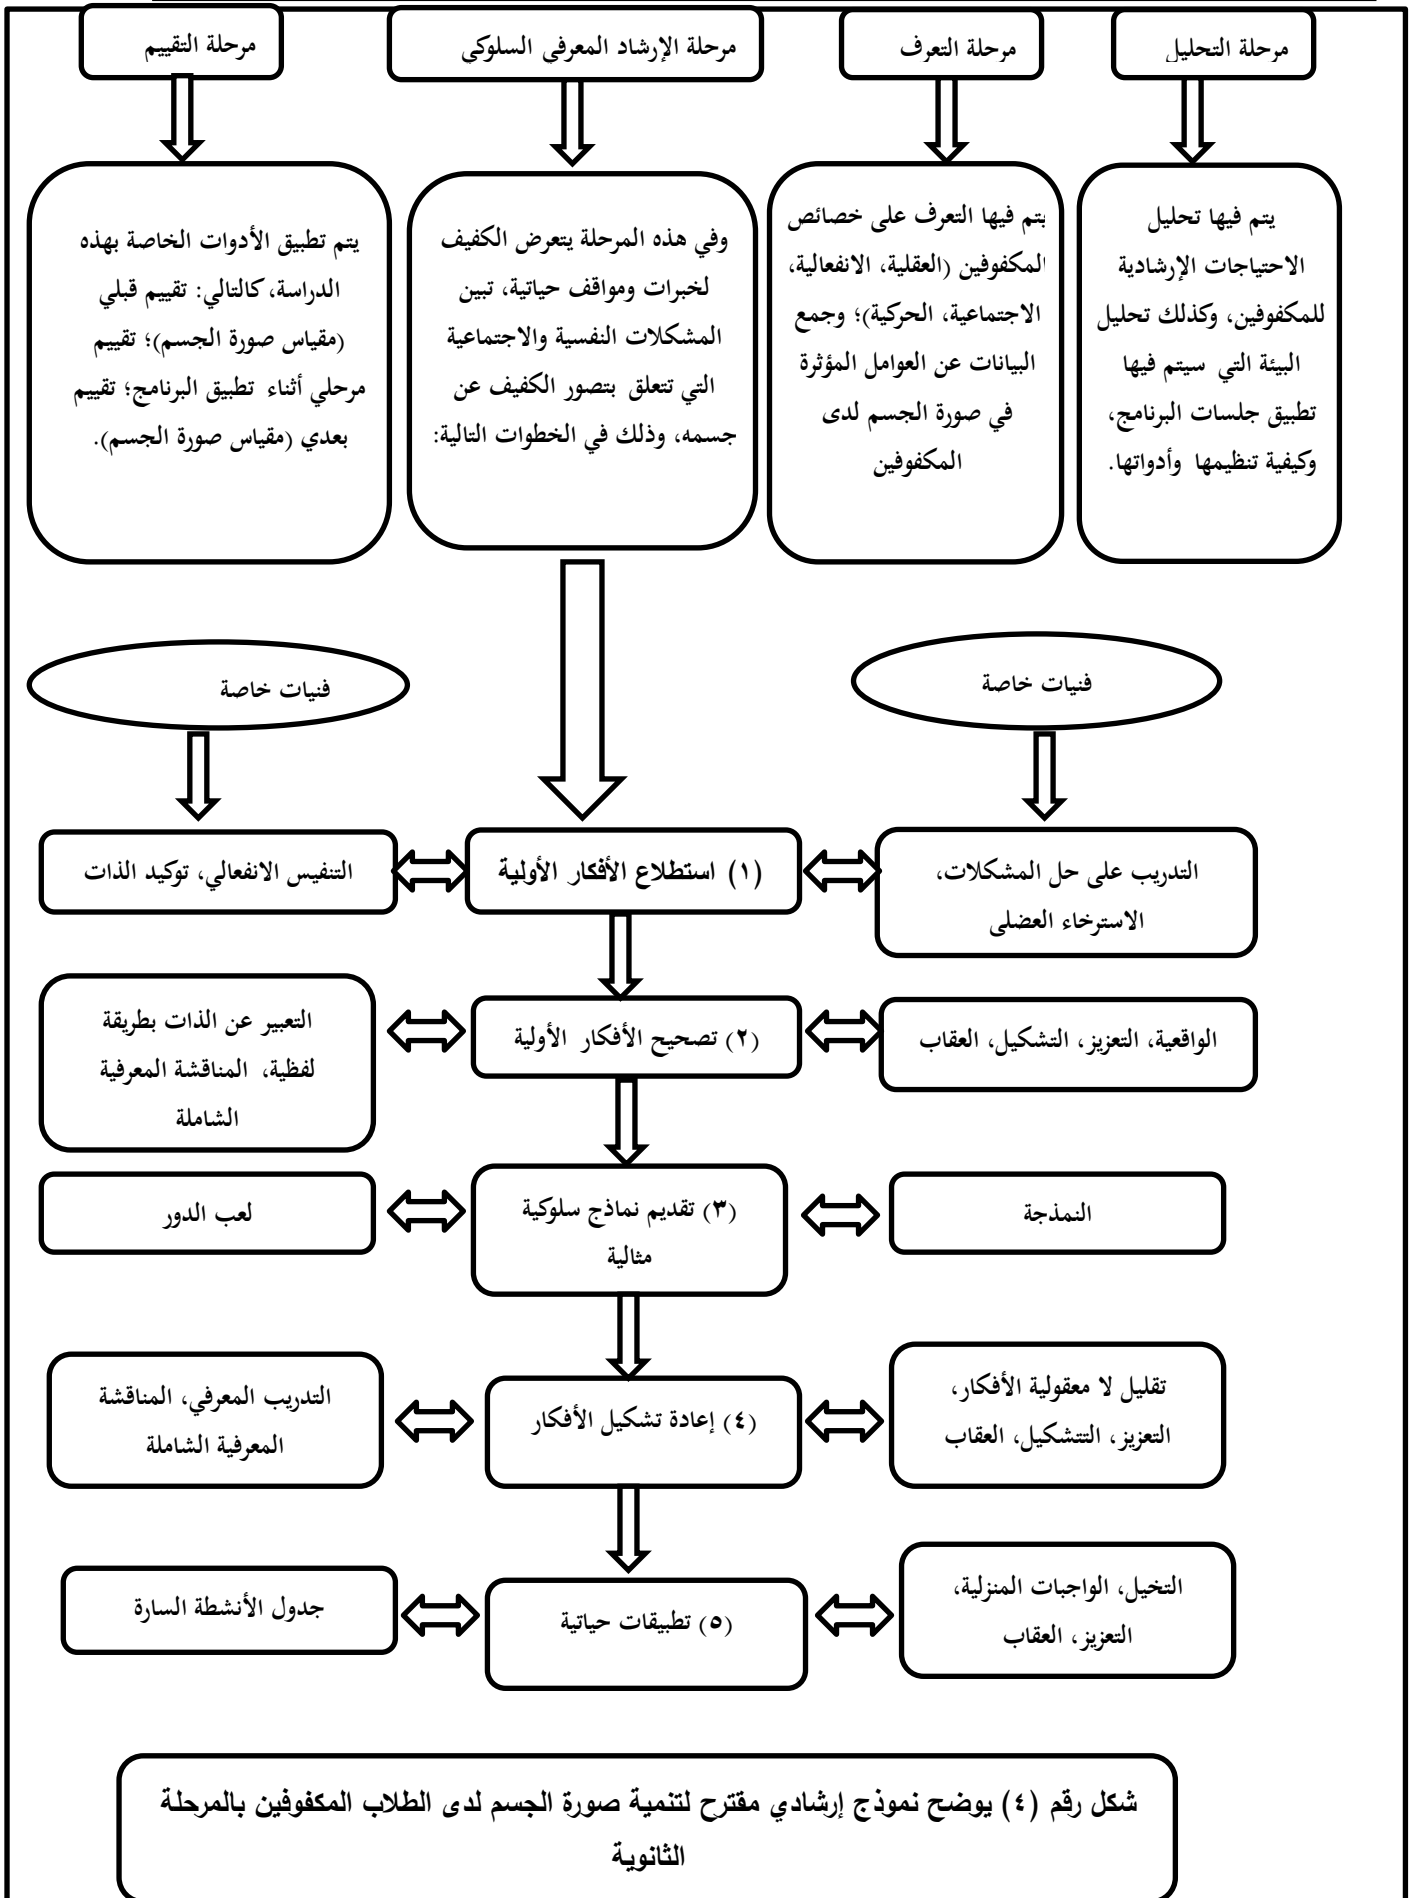 مرحلة التحليل
مرحلة التعرف
مرحلة الإرشاد المعرفي السلوكي
مرحلة التقييم
يتم فيها تحليل
الاحتياجات الإرشادية
للمكفوفين، وكذلك تحليل
البيئة التي سيتم فيها
تطبيق جلسات البرنامج،
وكيفية تنظيمها وأدواتها.
يتم فيها التعرف على خصائص
المكفوفين (العقلية، الانفعالية،
الاجتماعية، الحركية)؛ وجمع
البيانات عن العوامل المؤثرة
في صورة الجسم لدى
المكفوفين
وفي هذه المرحلة يتعرض الكفيف
لخبرات ومواقف حياتية، تبين
المشكلات النفسية والاجتماعية
التي تتعلق بتصور الكفيف عن
جسمه، وذلك في الخطوات التالية:
يتم تطبيق الأدوات الخاصة بهذه
الدراسة، كالتالي: تقييم قبلي
(مقياس صورة الجسم)؛ تقييم
مرحلي أثناء تطبيق البرنامج؛ تقييم
بعدي (مقياس صورة الجسم).
فنيات خاصة
فنيات خاصة
التدريب على حل المشكلات،
الاسترخاء العضلى
(١) استطلاع الأفكار الأولية
التنفيس الانفعالي، توكيد الذات
الواقعية، التعزيز، التشكيل، العقاب
(٢) تصحيح الأفكار الأولية
التعبير عن الذات بطريقة
لفظية، المناقشة المعرفية
الشاملة
النمذجة
(٣) تقديم نماذج سلوكية
مثالية
لعب الدور
تقليل لا معقولية الأفكار،
التعزيز، التتشكيل، العقاب
(٤) إعادة تشكيل الأفكار
التدريب المعرفي، المناقشة
المعرفية الشاملة
التخيل، الواجبات المنزلية،
التعزيز، العقاب
(٥) تطبيقات حياتية
جدول الأنشطة السارة
شكل رقم (٤) يوضح نموذج إرشادي مقترح لتنمية صورة الجسم لدى الطلاب المكفوفين بالمرحلة
الثانوية